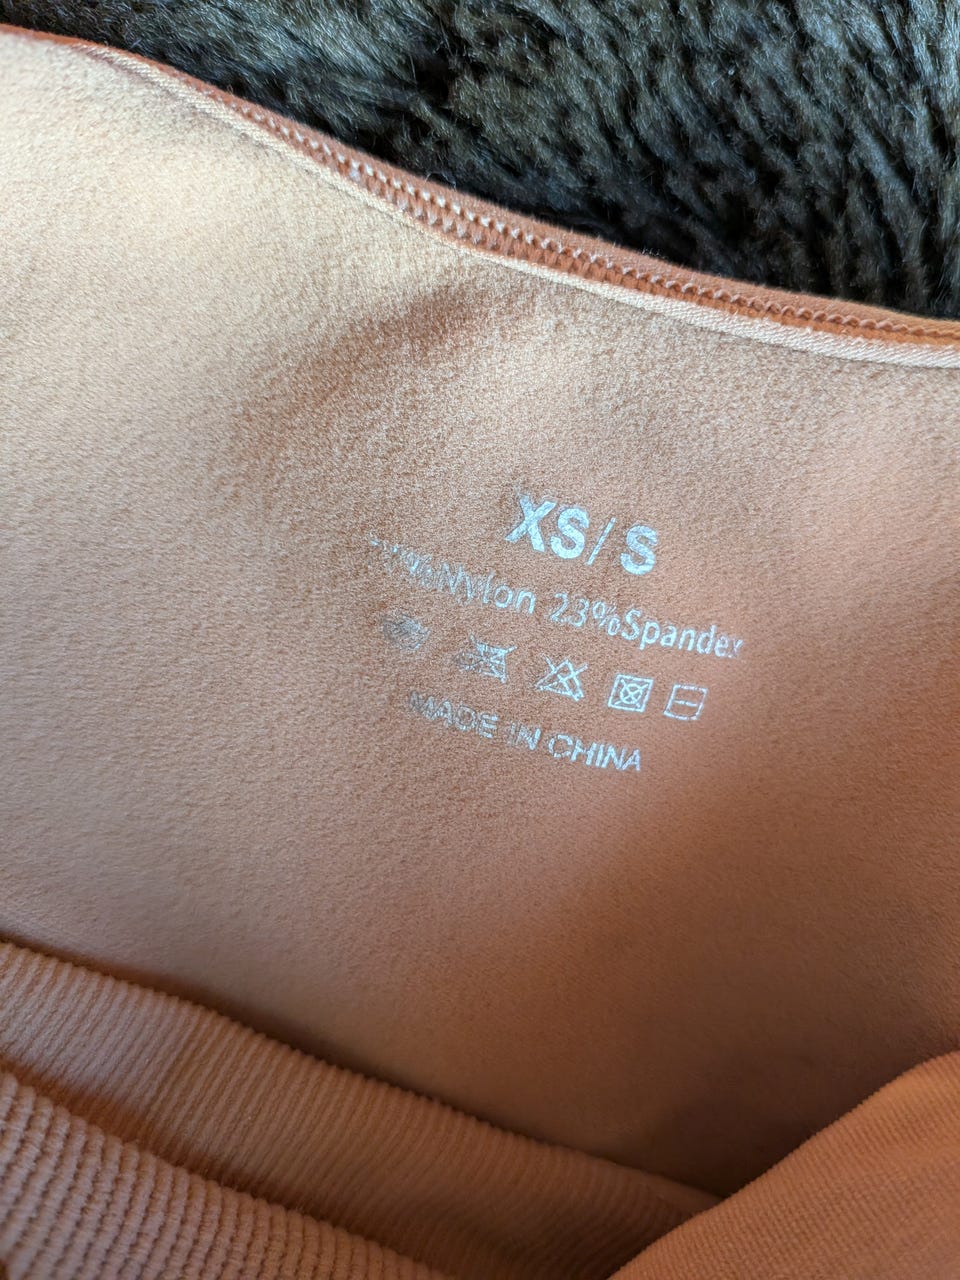 XS/S
%Nylon 23%Spandex
MADE IN CHINA